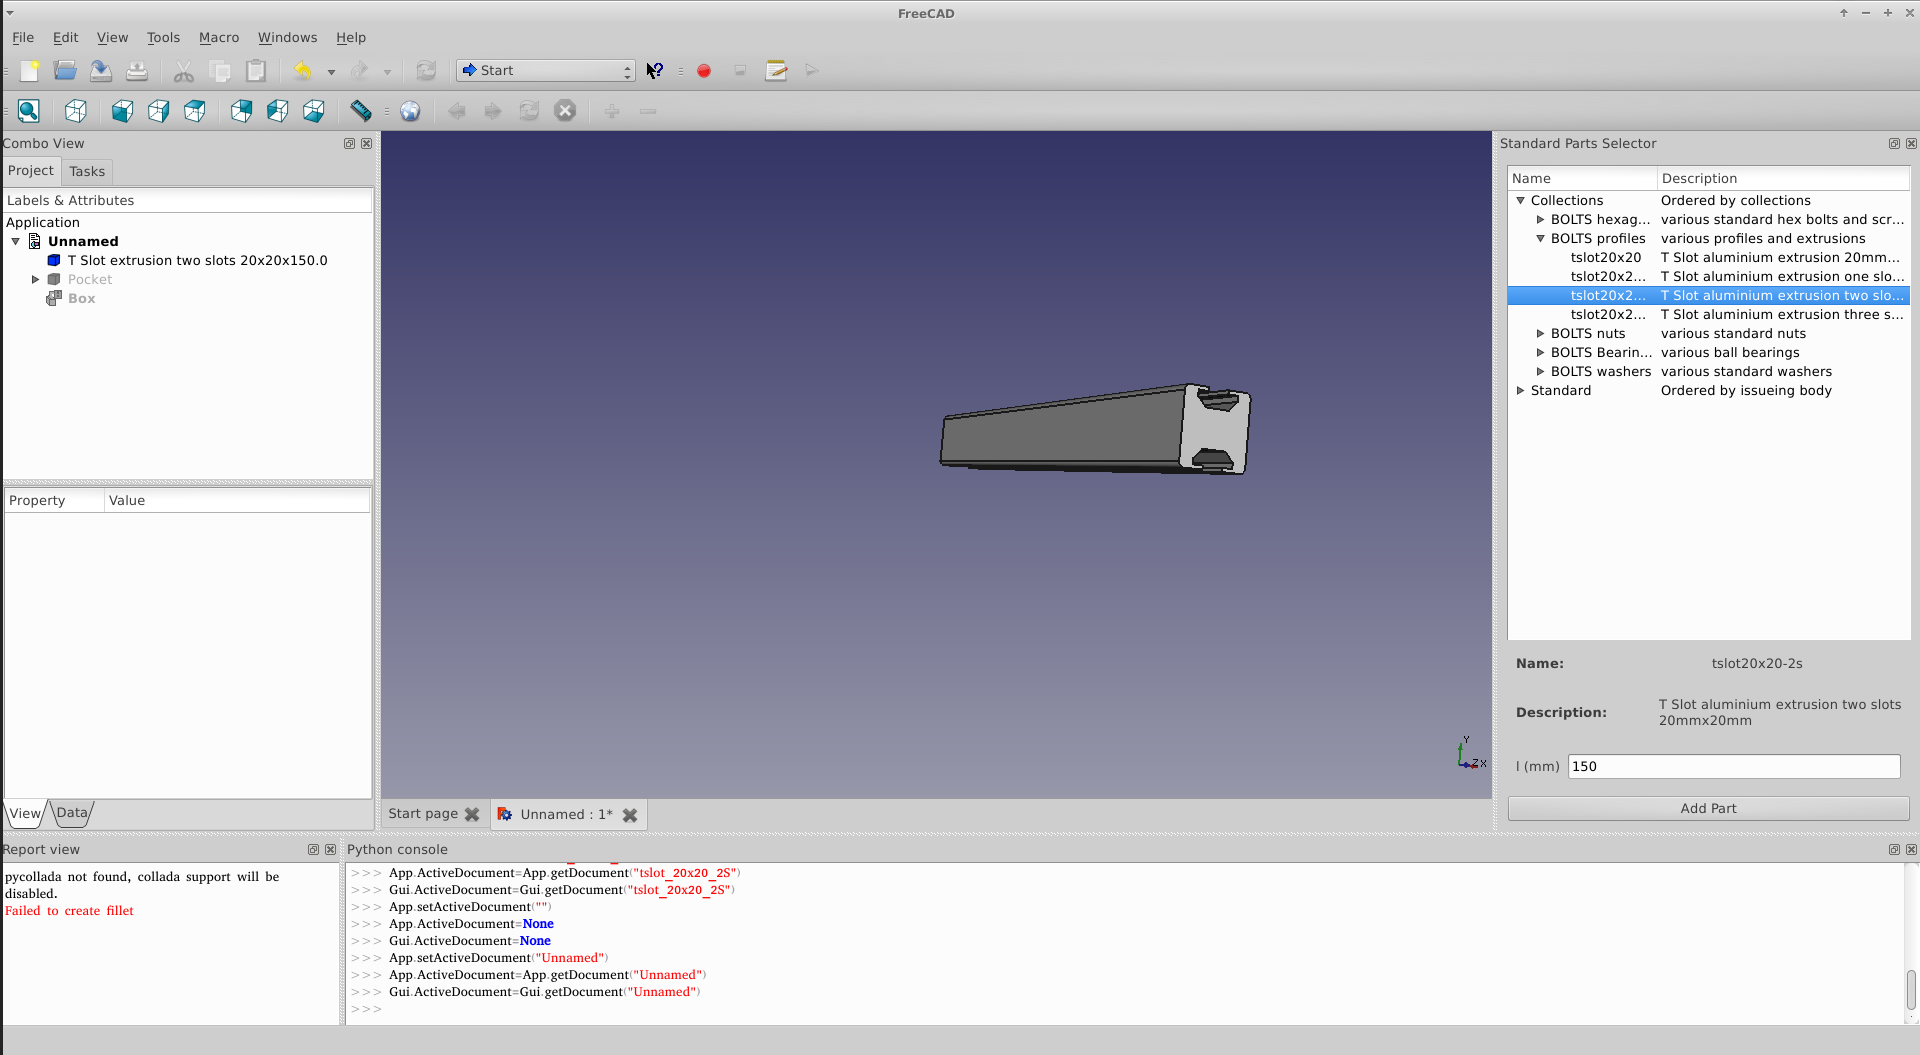 FreeCAD
File Edit View Tools Macro Windows Help
Start
Combo View
Project Tasks
Labels & Attributes
Application
Unnamed
T Slot extrusion two slots 20x20x150.0
Pocket
Box
Property Value
View Data
Y
Z X
Start page Unnamed : 1*
Standard Parts Selector
Name Description
Collections Ordered by collections
BOLTS hexag... various standard hex bolts and scr...
BOLTS profiles various profiles and extrusions
tslot20x20 T Slot aluminium extrusion 20mm...
tslot20x2... T Slot aluminium extrusion one slo...
tslot20x2... T Slot aluminium extrusion two slo...
tslot20x2... T Slot aluminium extrusion three s...
BOLTS nuts various standard nuts
BOLTS Bearin... various ball bearings
BOLTS washers various standard washers
Standard Ordered by issueing body
Name: tslot20x20-2s
Description: T Slot aluminium extrusion two slots
20mmx20mm
l (mm) 150
Add Part
Report view
pycollada not found, collada support will be
disabled.
Failed to create fillet
Python console
>>> App.ActiveDocument=App.getDocument("tslot_20x20_2S")
>>> Gui.ActiveDocument=Gui.getDocument("tslot_20x20_2S")
>>> App.setActiveDocument("")
>>> App.ActiveDocument=None
>>> Gui.ActiveDocument=None
>>> App.setActiveDocument("Unnamed")
>>> App.ActiveDocument=App.getDocument("Unnamed")
>>> Gui.ActiveDocument=Gui.getDocument("Unnamed")
>>>